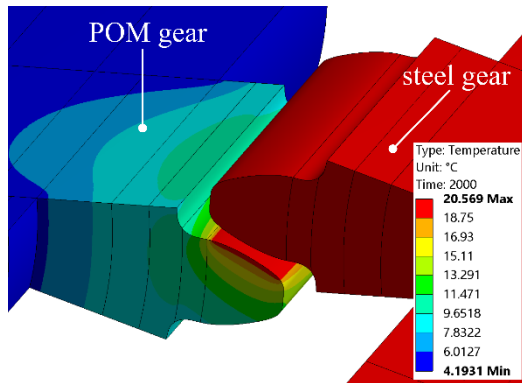 POM gear
steel gear
Type: Temperature
Unit: °C
Time: 2000
20.569 Max
18.75
16.93
15.11
13.291
11.471
9.6518
7.8322
6.0127
4.1931 Min